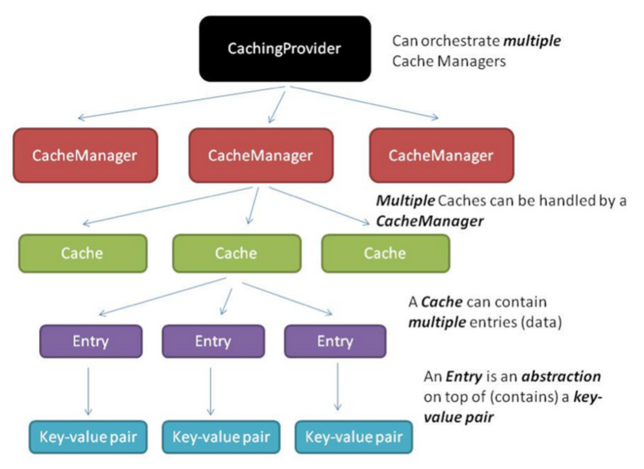 CachingProvider
Can orchestrate multiple
Cache Managers
CacheManager
CacheManager
CacheManager
Multiple Caches can be handled by a
CacheManager
Cache
Cache
Cache
A Cache can contain
multiple entries (data)
Entry
Entry
Entry
An Entry is an abstraction
on top of (contains) a key-
value pair
Key-value pair
Key-value pair
Key-value pair